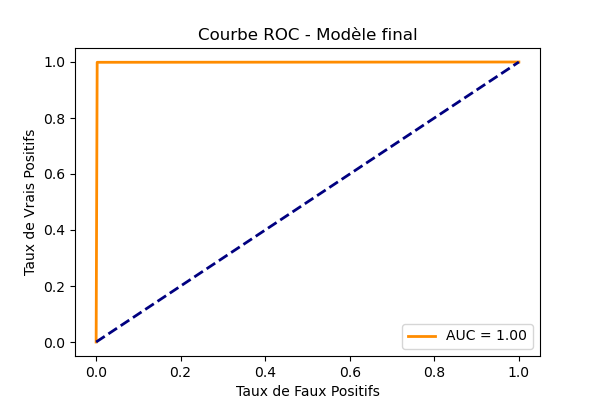 Courbe ROC - Modèle final
1.0
0.8
0.6
0.4
0.2
0.0
Taux de Vrais Positifs
AUC = 1.00
0.0 0.2 0.4 0.6 0.8 1.0
Taux de Faux Positifs